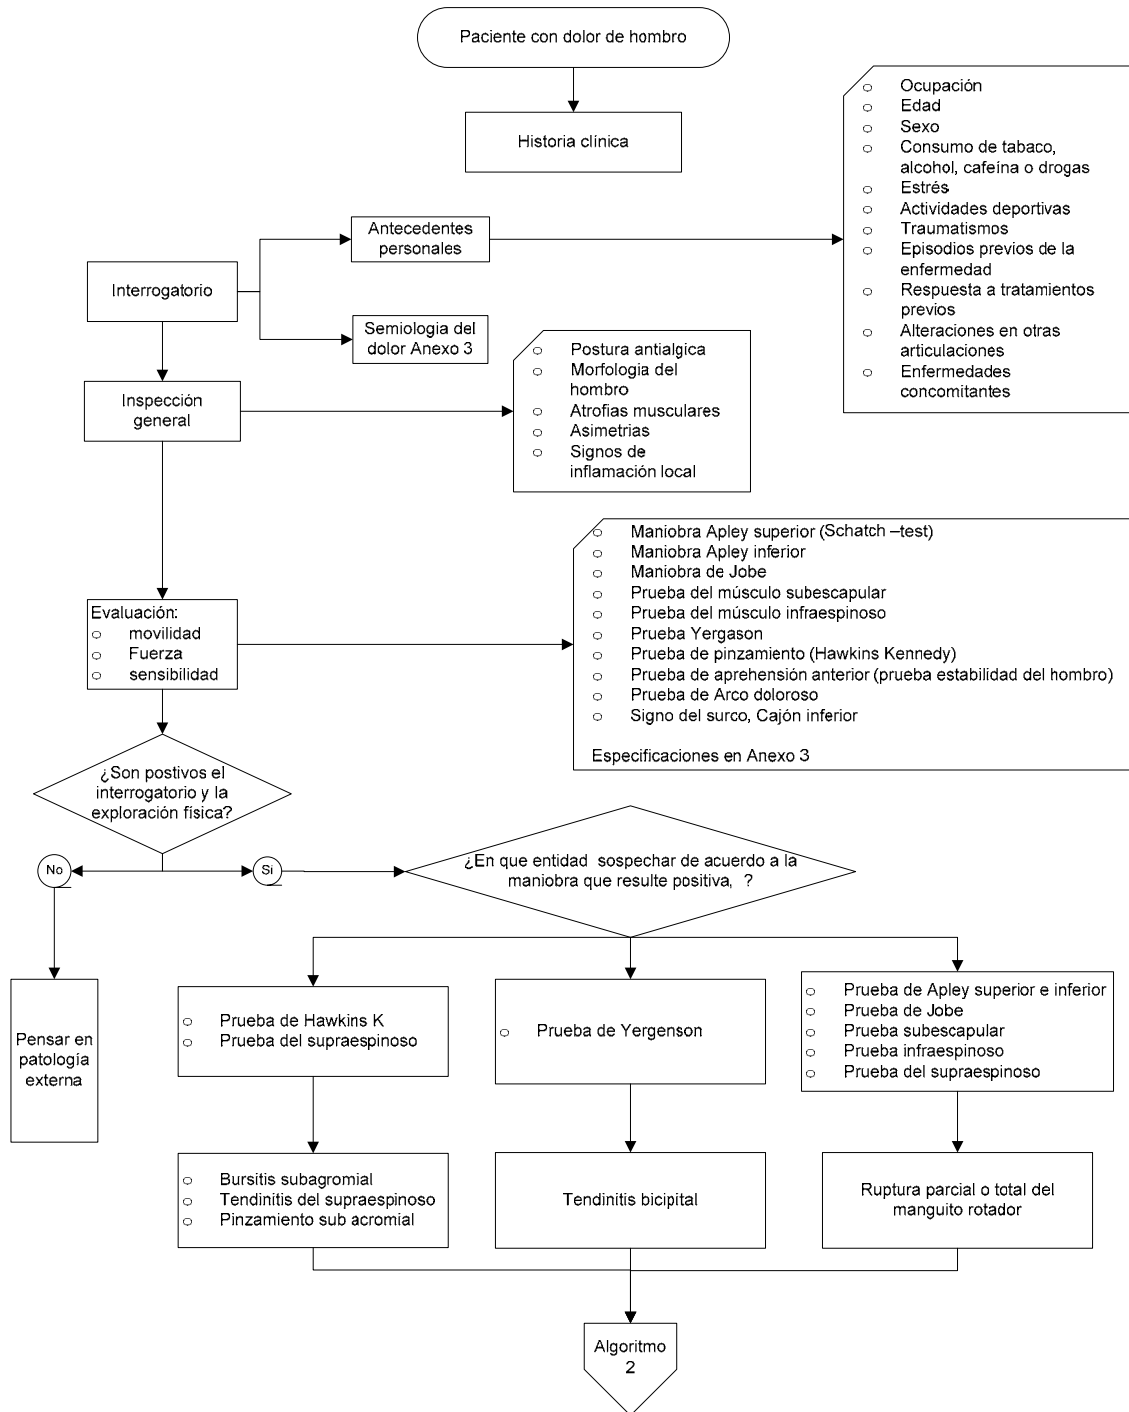 Paciente con dolor de hombro
Historia clínica
○ Ocupación
○ Edad
○ Sexo
○ Consumo de tabaco,
alcohol, cafeína o drogas
○ Estrés
○ Actividades deportivas
○ Traumatismos
○ Episodios previos de la
enfermedad
○ Respuesta a tratamientos
previos
○ Alteraciones en otras
articulaciones
○ Enfermedades
concomitantes
Antecedentes
personales
Interrogatorio
Semiologia del
dolor Anexo 3
Inspección
general
○ Postura antialgica
○ Morfologia del
hombro
○ Atrofias musculares
○ Asimetrias
○ Signos de
inflamación local
○ Maniobra Apley superior (Schatch –test)
○ Maniobra Apley inferior
○ Maniobra de Jobe
○ Prueba del músculo subescapular
○ Prueba del músculo infraespinoso
○ Prueba Yergason
○ Prueba de pinzamiento (Hawkins Kennedy)
○ Prueba de aprehensión anterior (prueba estabilidad del hombro)
○ Prueba de Arco doloroso
○ Signo del surco, Cajón inferior
Especificaciones en Anexo 3
Evaluación:
○ movilidad
○ Fuerza
○ sensibilidad
¿Son postivos el
interrogatorio y la
exploración física?
No
Si
¿En que entidad sospechar de acuerdo a la
maniobra que resulte positiva, ?
Pensar en
patología
externa
○ Prueba de Hawkins K
○ Prueba del supraespinoso
○ Prueba de Yergenson
○ Prueba de Apley superior e inferior
○ Prueba de Jobe
○ Prueba subescapular
○ Prueba infraespinoso
○ Prueba del supraespinoso
○ Bursitis subagromial
○ Tendinitis del supraespinoso
○ Pinzamiento sub acromial
Tendinitis bicipital
Ruptura parcial o total del
manguito rotador
Algoritmo
2